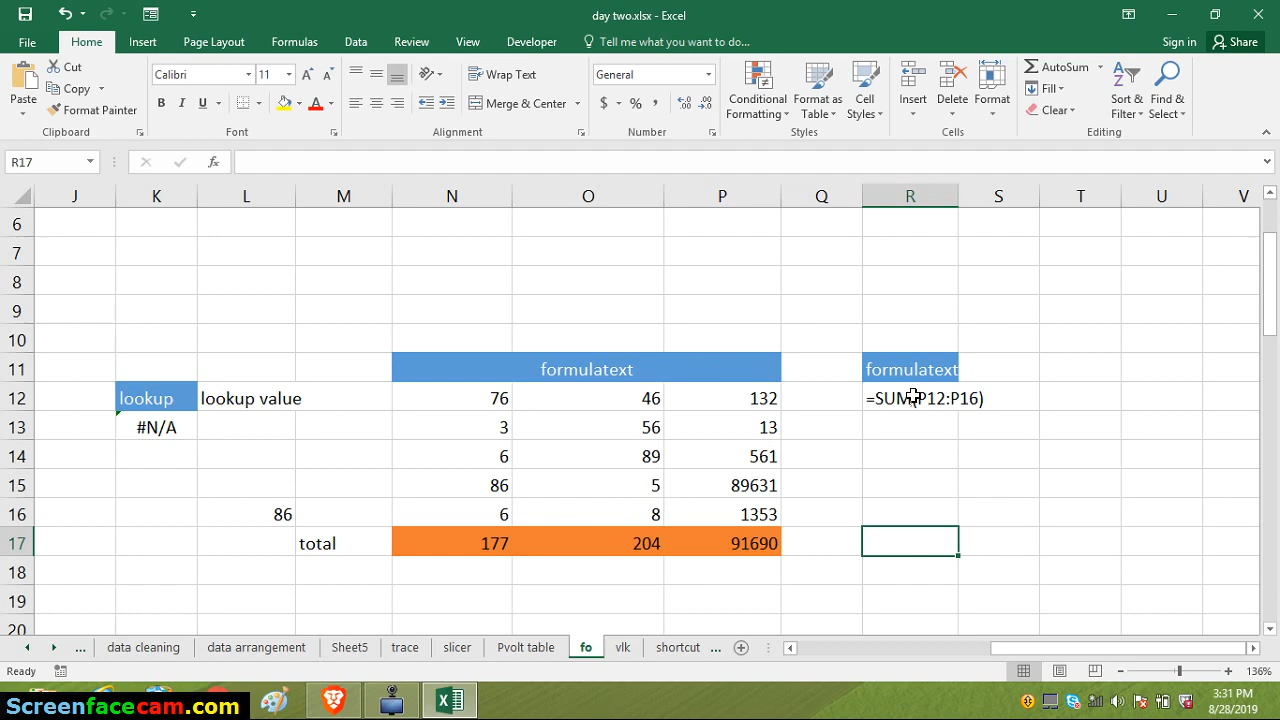 day two.xlsx - Excel
File Home Insert Page Layout Formulas Data Review View Developer Tell me what you want to do... Sign in Share
Paste Cut Copy Format Painter Clipboard
Calibri 11 B I U A Font
Wrap Text Merge & Center Alignment
General $ % , Number
Conditional Formatting Format as Table Cell Styles Styles
Insert Delete Format Cells
AutoSum Fill Clear Sort & Filter Find & Select Editing
R17 fx
J K L M N O P Q R S T U V
6
7
8
9
10
11 formulatext formulatext
12 lookup lookup value 76 46 132 =SUM(P12:P16)
13 #N/A 3 56 13
14 6 89 561
15 86 5 89631
16 86 6 8 1353
17 total 177 204 91690
18
19
20
... data cleaning data arrangement Sheet5 trace slicer Pvolt table fo vlk shortcut ...
Ready 136%
Screenfacecam.com
3:31 PM
8/28/2019